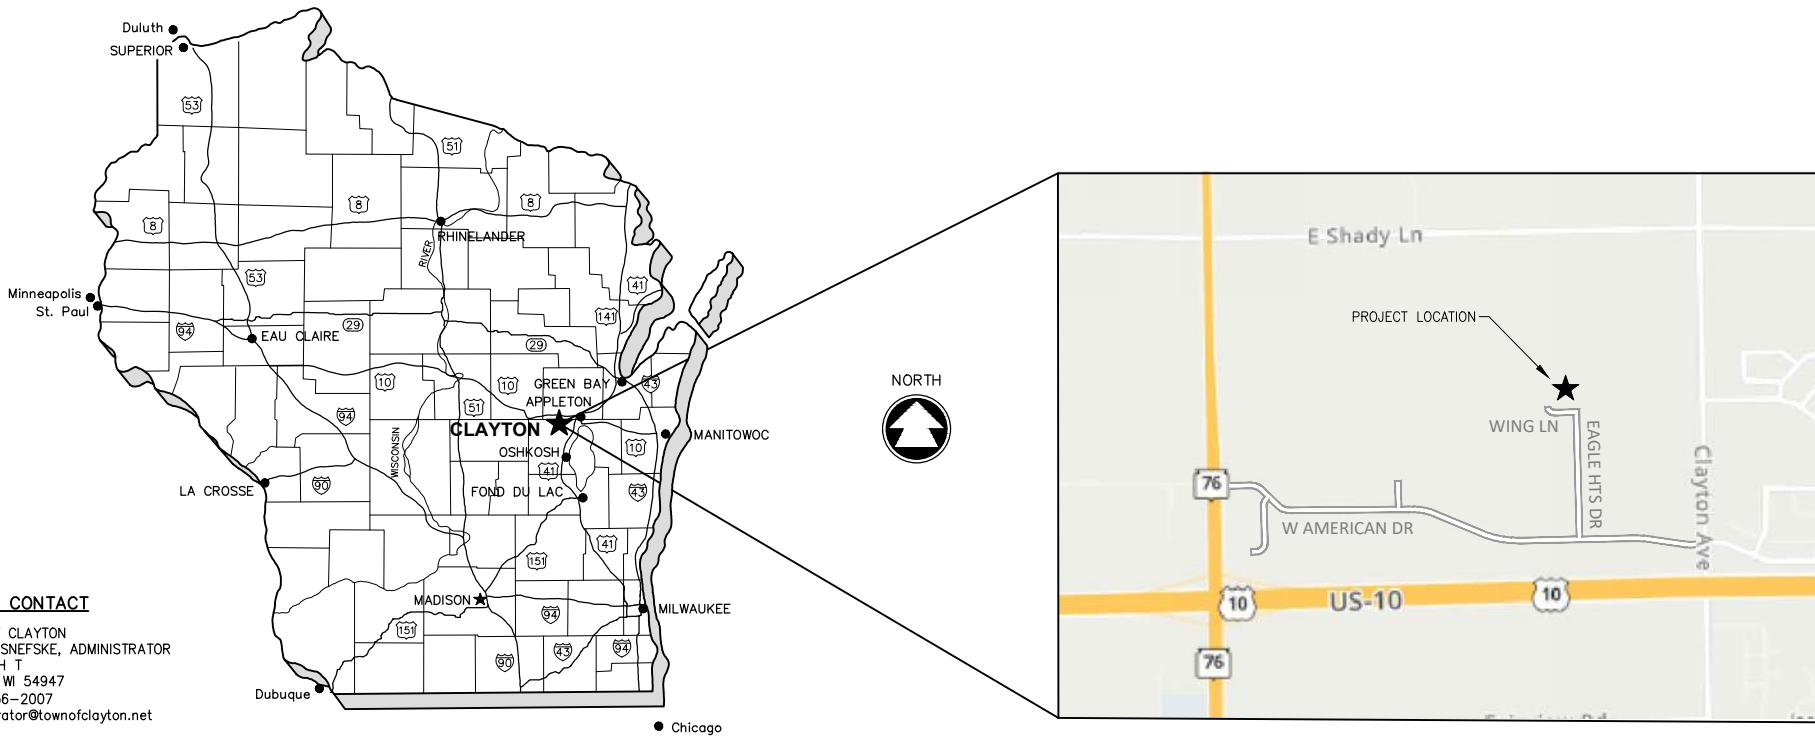 Duluth
SUPERIOR
53
51
8
8
8
RHINELANDER
RIVER
53
41
Minneapolis
St. Paul
141
94
29
EAU CLAIRE
29
10
10
GREEN BAY
43
APPLETON
51
94
CLAYTON
MANITOWOC
WISCONSIN
10
OSHKOSH
41
LA CROSSE
90
FOND DU LAC
43
41
151
MADISON
94
MILWAUKEE
151
90
43
94
Dubuque
Chicago
CONTACT
CLAYTON
SNEFSKE, ADMINISTRATOR
H T
WI 54947
6-2007
rator@townofclayton.net
NORTH
E Shady Ln
PROJECT LOCATION
WING LN
EAGLE HTS DR
Clayton Ave
76
W AMERICAN DR
10
US-10
10
76